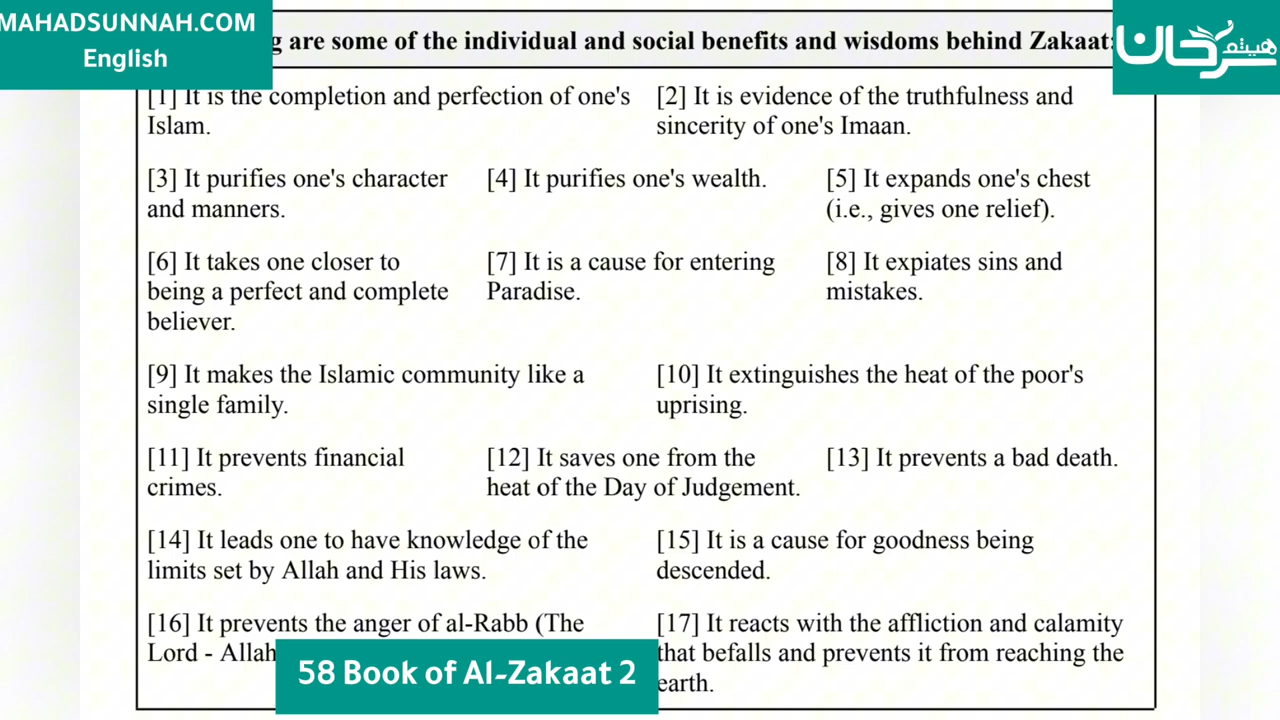 MAHADSUNNAH.COM
English
هيثم
سرحان
g are some of the individual and social benefits and wisdoms behind Zakaat:
[1] It is the completion and perfection of one's
Islam.
[2] It is evidence of the truthfulness and
sincerity of one's Imaan.
[3] It purifies one's character
and manners.
[4] It purifies one's wealth.
[5] It expands one's chest
(i.e., gives one relief).
[6] It takes one closer to
being a perfect and complete
believer.
[7] It is a cause for entering
Paradise.
[8] It expiates sins and
mistakes.
[9] It makes the Islamic community like a
single family.
[10] It extinguishes the heat of the poor's
uprising.
[11] It prevents financial
crimes.
[12] It saves one from the
heat of the Day of Judgement.
[13] It prevents a bad death.
[14] It leads one to have knowledge of the
limits set by Allah and His laws.
[15] It is a cause for goodness being
descended.
[16] It prevents the anger of al-Rabb (The
Lord - Allah
[17] It reacts with the affliction and calamity
that befalls and prevents it from reaching the
earth.
58 Book of Al-Zakaat 2